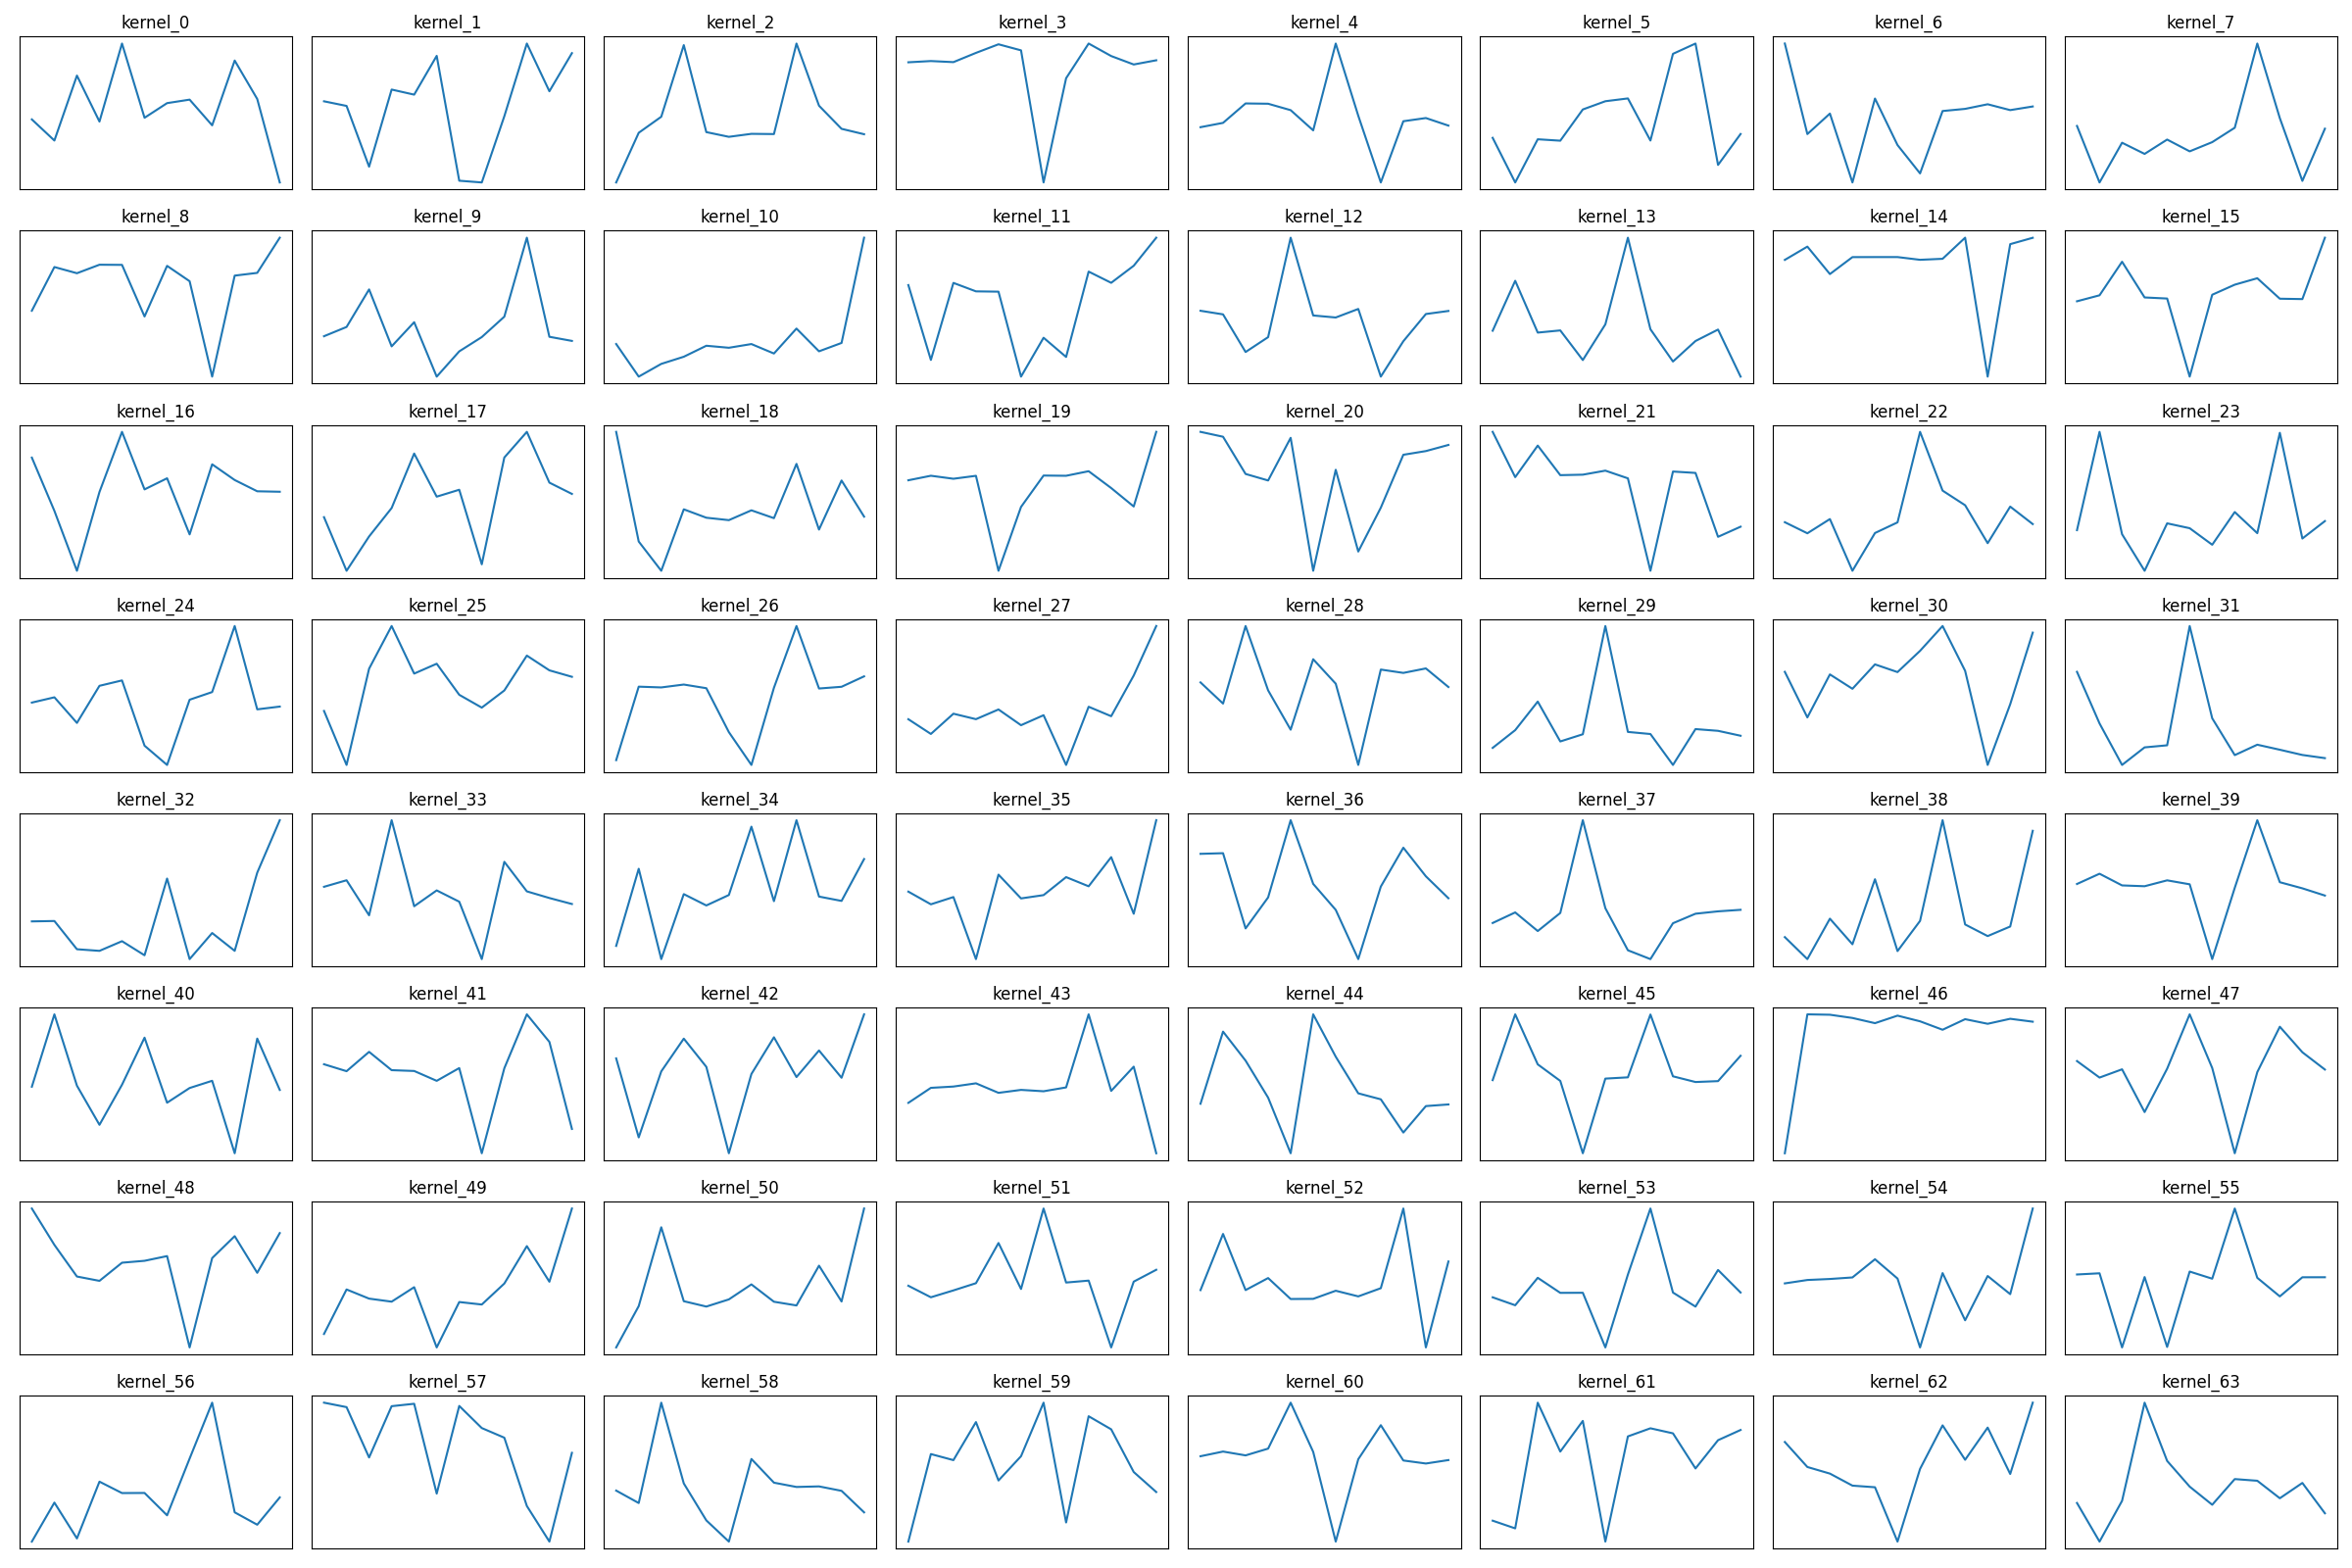 kernel_0 kernel_1 kernel_2 kernel_3 kernel_4 kernel_5 kernel_6 kernel_7
kernel_8 kernel_9 kernel_10 kernel_11 kernel_12 kernel_13 kernel_14 kernel_15
kernel_16 kernel_17 kernel_18 kernel_19 kernel_20 kernel_21 kernel_22 kernel_23
kernel_24 kernel_25 kernel_26 kernel_27 kernel_28 kernel_29 kernel_30 kernel_31
kernel_32 kernel_33 kernel_34 kernel_35 kernel_36 kernel_37 kernel_38 kernel_39
kernel_40 kernel_41 kernel_42 kernel_43 kernel_44 kernel_45 kernel_46 kernel_47
kernel_48 kernel_49 kernel_50 kernel_51 kernel_52 kernel_53 kernel_54 kernel_55
kernel_56 kernel_57 kernel_58 kernel_59 kernel_60 kernel_61 kernel_62 kernel_63